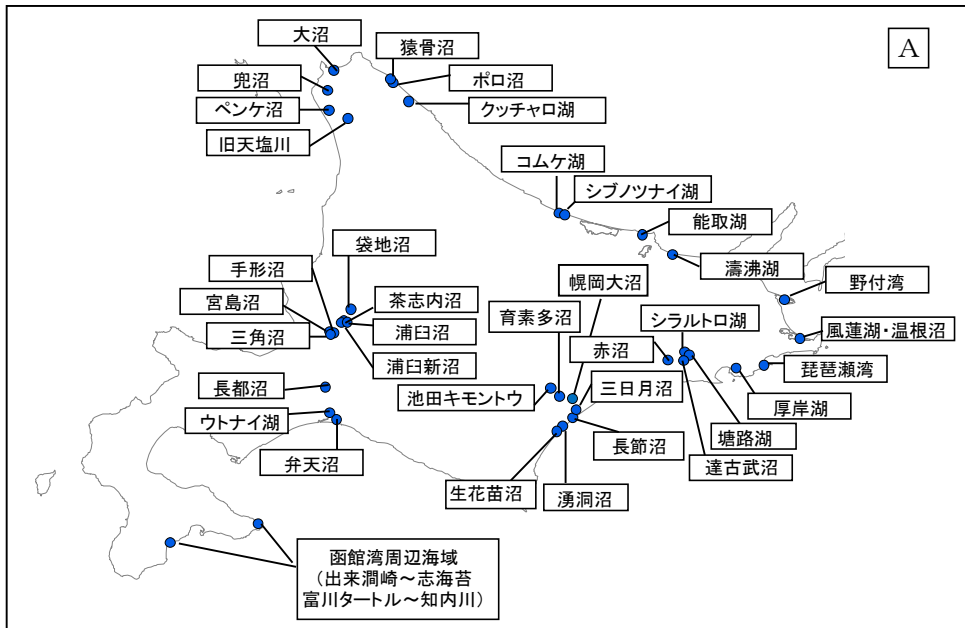 A
大沼
猿骨沼
兜沼
ポロ沼
ペンケ沼
クッチャロ湖
旧天塩川
コムケ湖
シブノツナイ湖
能取湖
袋地沼
濤沸湖
手形沼
幌岡大沼
野付湾
宮島沼
茶志内沼
育素多沼
シラルトロ湖
三角沼
浦臼沼
赤沼
風蓮湖・温根沼
浦臼新沼
琵琶瀬湾
長都沼
池田キモントウ
三日月沼
厚岸湖
ウトナイ湖
長節沼
塘路湖
弁天沼
達古武沼
生花苗沼
湧洞沼
函館湾周辺海域
（出来澗崎～志海苔
富川タートル～知内川）